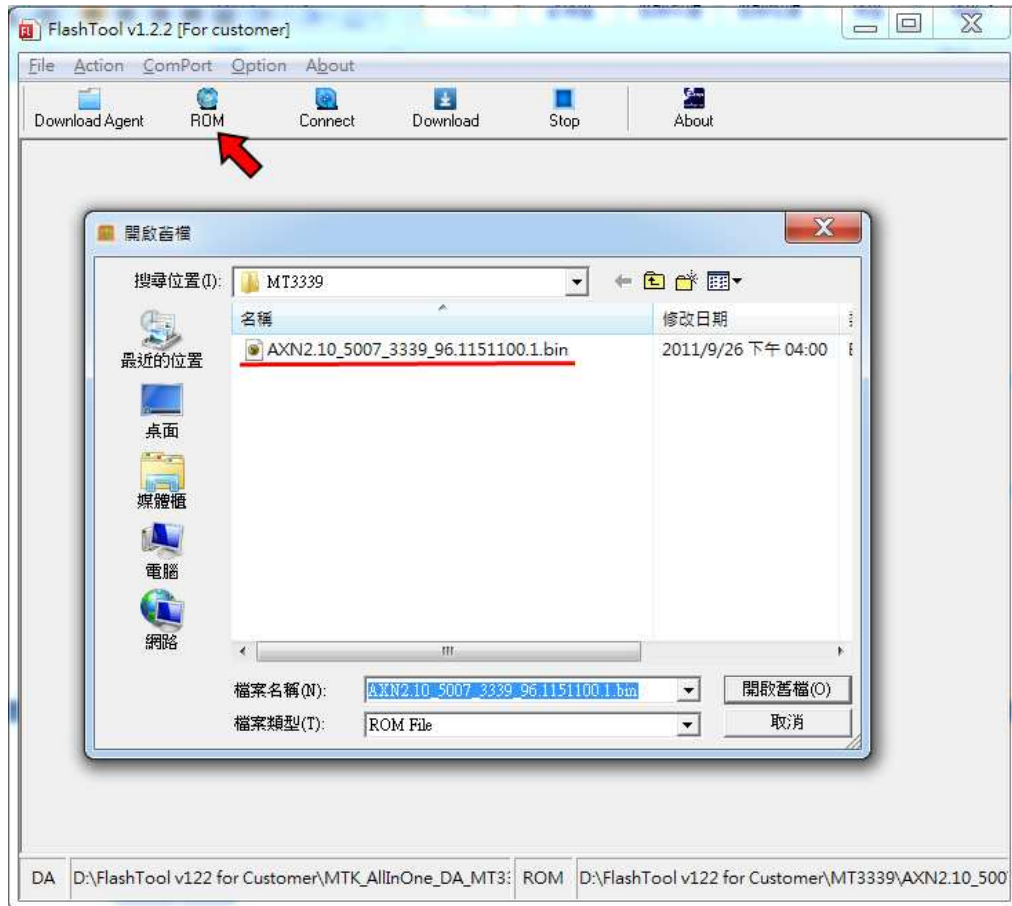 FlashTool v1.2.2 [For customer]
File Action ComPort Option About
Download Agent ROM Connect Download Stop About
開啟舊檔
搜尋位置(I): MT3339
名稱 修改日期
AXN2.10_5007_3339_96.1151100.1.bin 2011/9/26 下午 04:00
最近的位置
桌面
媒體櫃
電腦
網路
檔案名稱(N): AXN2.10_5007_3339_96.1151100.1.bin 開啟舊檔(O)
檔案類型(T): ROM File 取消
DA D:\FlashTool v122 for Customer\MTK_AllInOne_DA_MT33 ROM D:\FlashTool v122 for Customer\MT3339\AXN2.10_500